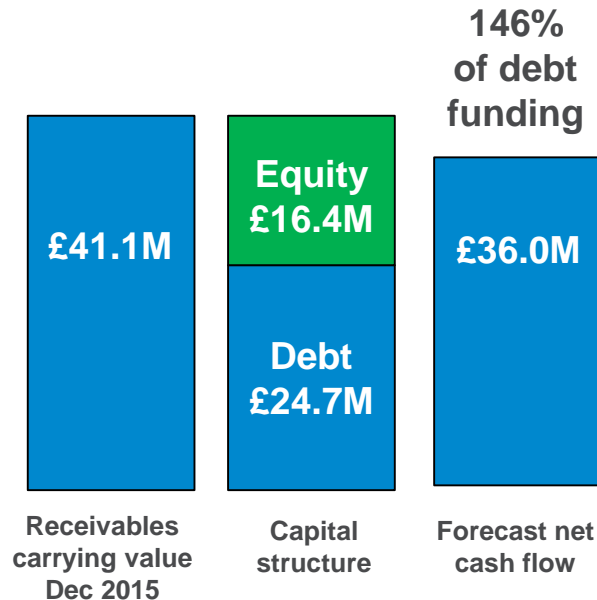 146%
of debt
funding
£41.1M
Equity
£16.4M
Debt
£24.7M
£36.0M
Receivables
carrying value
Dec 2015
Capital
structure
Forecast net
cash flow